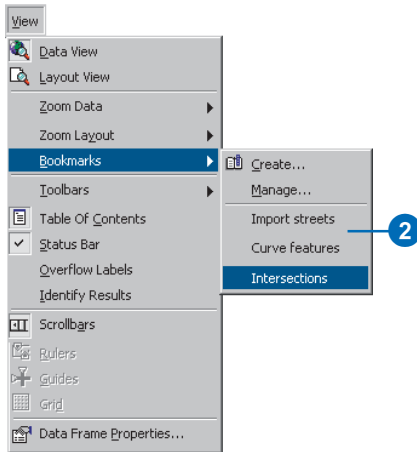 View
Data View
Layout View
Zoom Data
Zoom Layout
Bookmarks
Create...
Manage...
Import streets
Curve features
Intersections
2
Toolbars
Table Of Contents
Status Bar
Overflow Labels
Identify Results
Scrollbars
Rulers
Guides
Grid
Data Frame Properties...